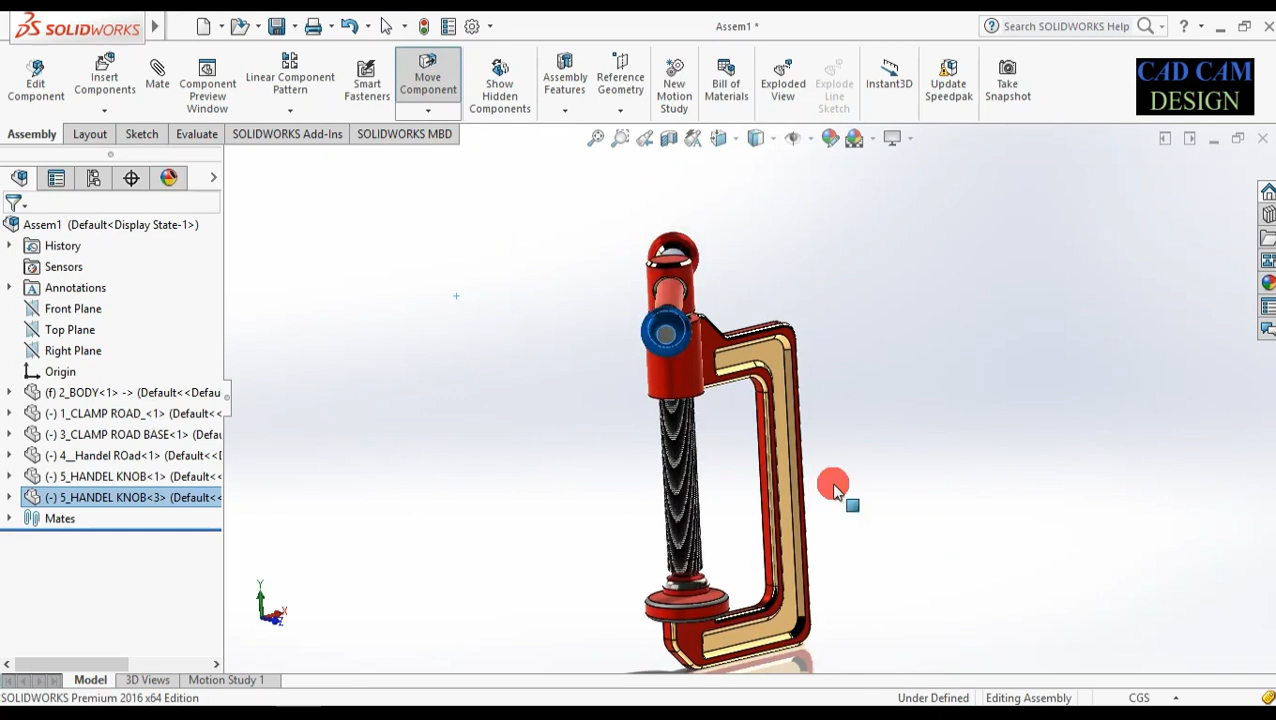 SOLIDWORKS
Assem1 *
Search SOLIDWORKS Help
?
Edit Component
Insert Components
Mate
Component Preview Window
Linear Component Pattern
Smart Fasteners
Move Component
Show Hidden Components
Assembly Features
Reference Geometry
New Motion Study
Bill of Materials
Exploded View
Explode Line Sketch
Instant3D
Update Speedpak
Take Snapshot
CAD CAM
DESIGN
Assembly
Layout
Sketch
Evaluate
SOLIDWORKS Add-Ins
SOLIDWORKS MBD
Assem1 (Default<Display State-1>)
History
Sensors
Annotations
Front Plane
Top Plane
Right Plane
Origin
(f) 2_BODY<1> -> (Default<<Defau
(-) 1_CLAMP ROAD_<1> (Default<<
(-) 3_CLAMP ROAD BASE<1> (Defau
(-) 4__Handel ROad<1> (Default<<D
(-) 5_HANDEL KNOB<1> (Default<<
(-) 5_HANDEL KNOB<3> (Default<<
Mates
Y
X
Z
Model
3D Views
Motion Study 1
SOLIDWORKS Premium 2016 x64 Edition
Under Defined
Editing Assembly
CGS